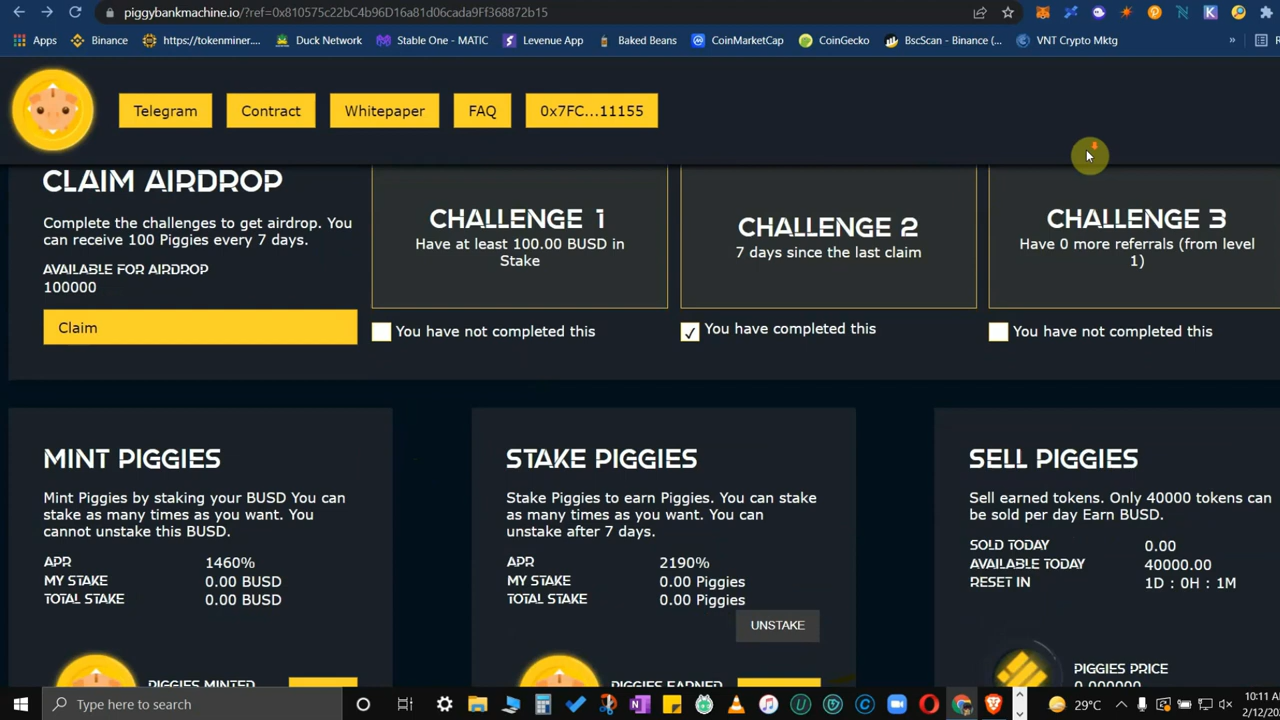 piggybankmachine.io/?ref=0x810575c22bC4b96D16a81d06cada9Ff3368872b15
Apps
Binance
https://tokenminer....
Duck Network
Stable One - MATIC
Levenue App
Baked Beans
CoinMarketCap
CoinGecko
BscScan - Binance (...
VNT Crypto Mktg
»
Telegram
Contract
Whitepaper
FAQ
0x7FC...11155
CLAIM AIRDROP
Complete the challenges to get airdrop. You
can receive 100 Piggies every 7 days.
AVAILABLE FOR AIRDROP
100000
Claim
CHALLENGE 1
Have at least 100.00 BUSD in
Stake
You have not completed this
CHALLENGE 2
7 days since the last claim
You have completed this
CHALLENGE 3
Have 0 more referrals (from level
1)
You have not completed this
MINT PIGGIES
Mint Piggies by staking your BUSD You can
stake as many times as you want. You
cannot unstake this BUSD.
APR 1460%
MY STAKE 0.00 BUSD
TOTAL STAKE 0.00 BUSD
PIGGIES MINTED
STAKE PIGGIES
Stake Piggies to earn Piggies. You can stake
as many times as you want. You can
unstake after 7 days.
APR 2190%
MY STAKE 0.00 Piggies
TOTAL STAKE 0.00 Piggies
UNSTAKE
PIGGIES EARNED
SELL PIGGIES
Sell earned tokens. Only 40000 tokens can
be sold per day Earn BUSD.
SOLD TODAY 0.00
AVAILABLE TODAY 40000.00
RESET IN 1D : 0H : 1M
PIGGIES PRICE
0.000000
Type here to search
29°C
10:11
2/12/20